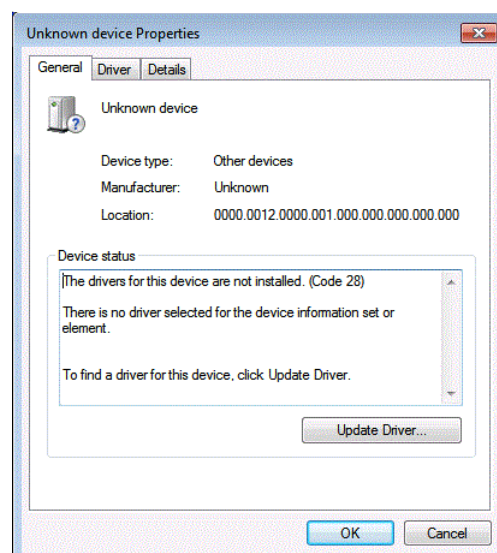 Unknown device Properties
General Driver Details
Unknown device
Device type: Other devices
Manufacturer: Unknown
Location: 0000.0012.0000.001.000.000.000.000.000
Device status
The drivers for this device are not installed. (Code 28)
There is no driver selected for the device information set or
element.
To find a driver for this device, click Update Driver.
Update Driver...
OK Cancel